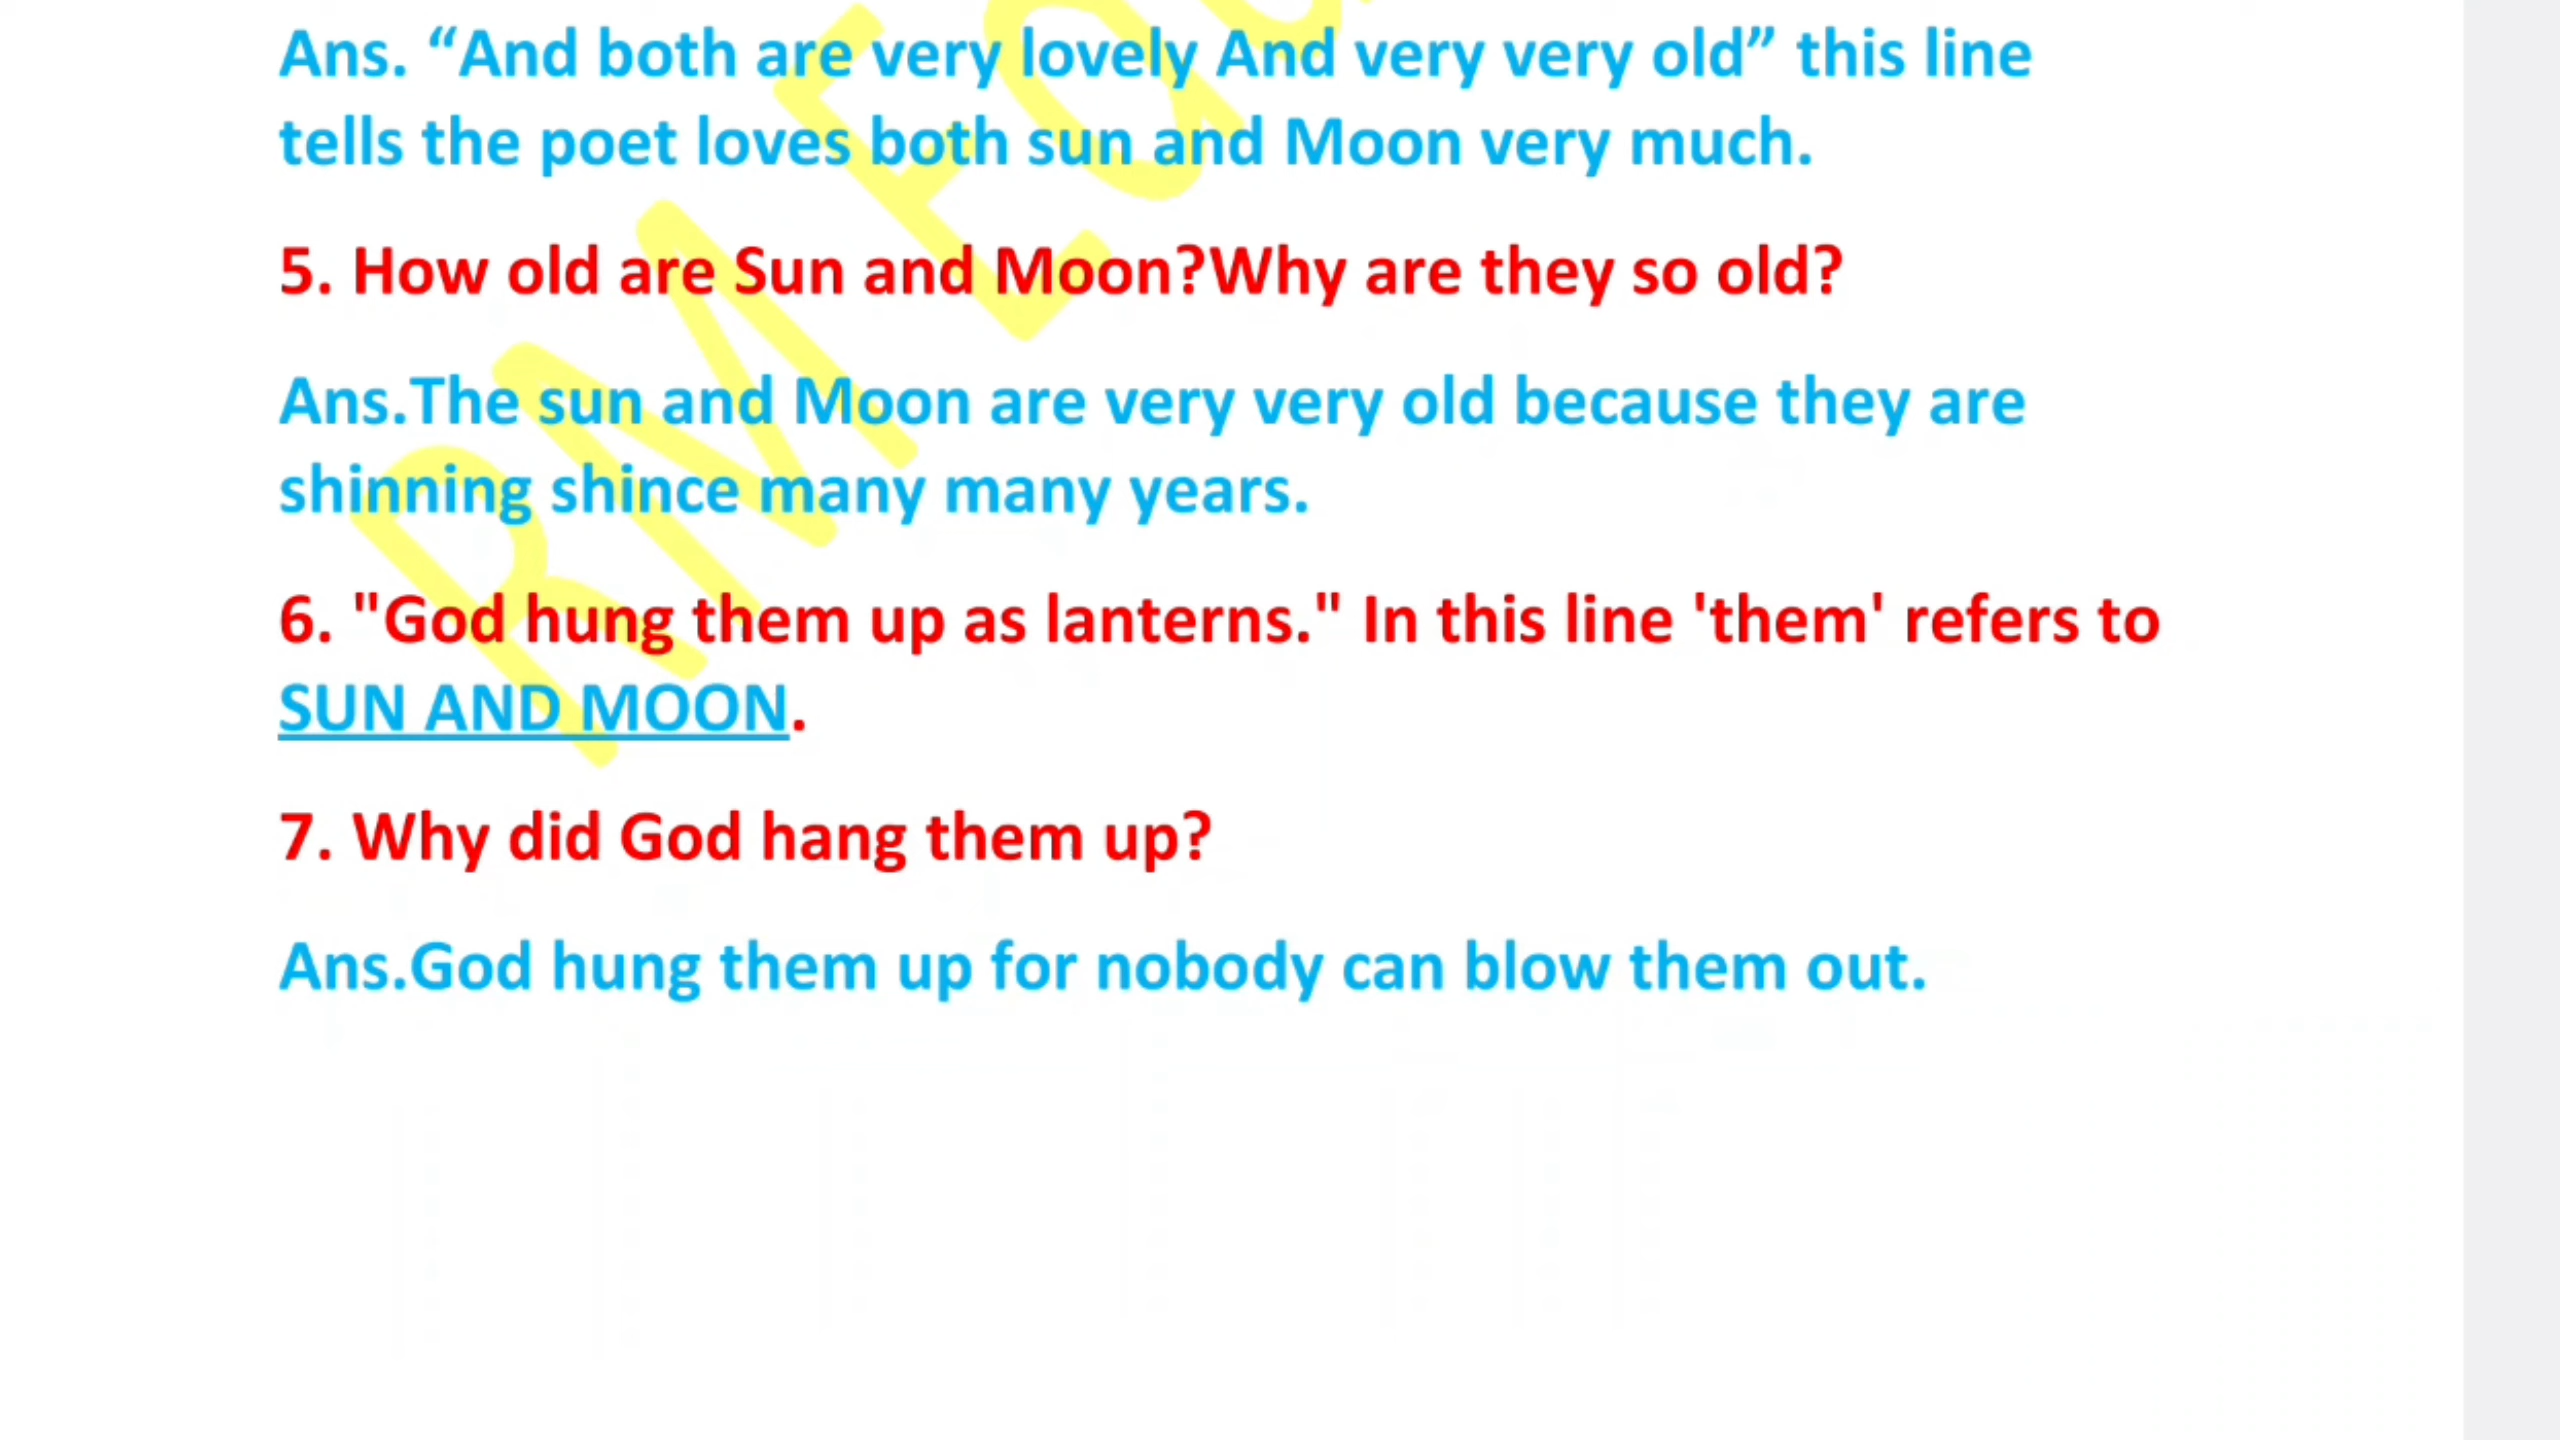 Ans. “And both are very lovely And very very old” this line
tells the poet loves both sun and Moon very much.
5. How old are Sun and Moon?Why are they so old?
Ans.The sun and Moon are very very old because they are
shinning shince many many years.
6. "God hung them up as lanterns." In this line 'them' refers to
SUN AND MOON.
7. Why did God hang them up?
Ans.God hung them up for nobody can blow them out.
RM